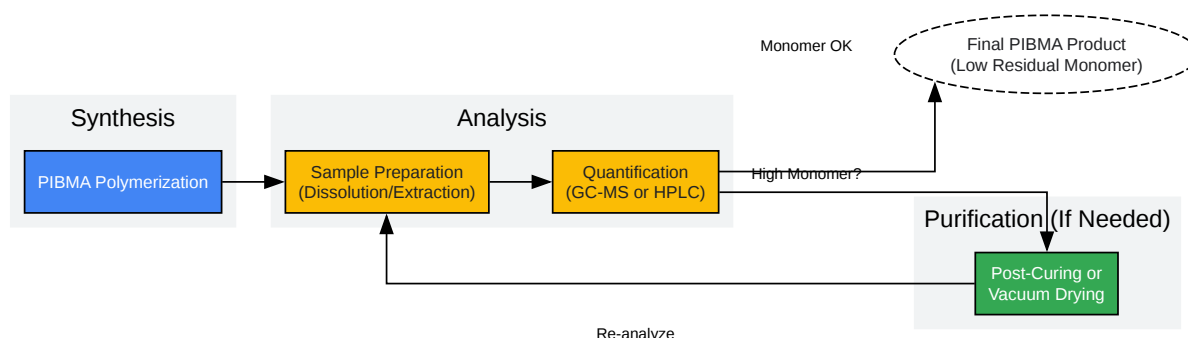 Monomer OK
Final PIBMA Product
(Low Residual Monomer)
Synthesis
Analysis
PIBMA Polymerization
Sample Preparation
(Dissolution/Extraction)
Quantification
(GC-MS or HPLC)
High Monomer?
Purification (If Needed)
Post-Curing or
Vacuum Drying
Re-analyze